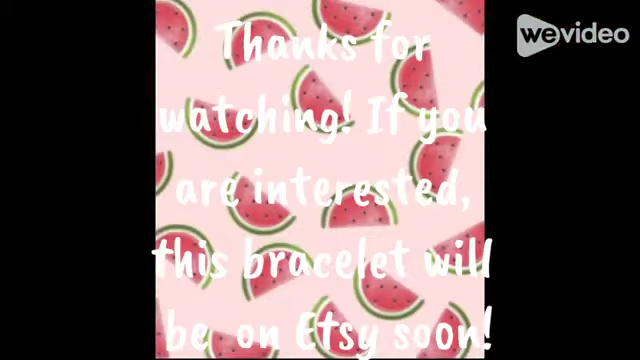 wevideo
Thanks for
watching! If you
are interested,
this bracelet will
be on Etsy soon!